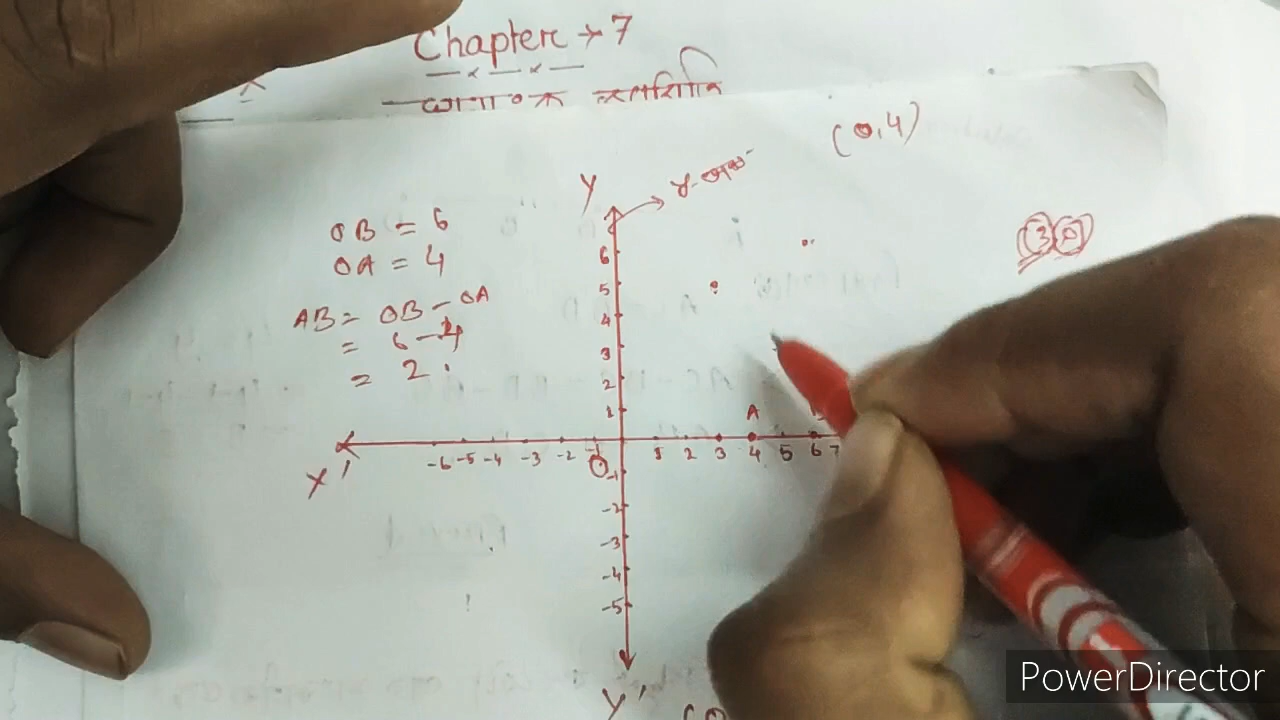 Chapter → 7
(0,4)
Y
Y-অক্ষ
OB = 6
OA = 4
AB = OB - OA
= 6 - 4
= 2
(3,0)
6
5
4
3
2
1
A
X'
-6 -5 -4 -3 -2 -1 O 1 2 3 4 5 6 7
-1
-2
-3
-4
-5
Y'
PowerDirector